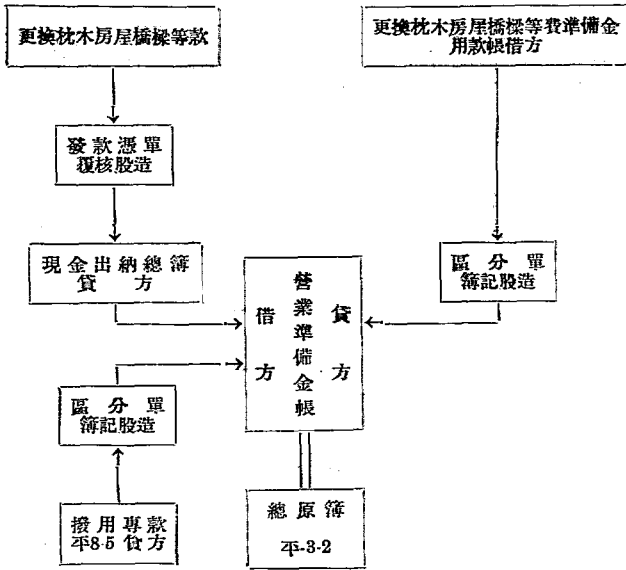 更換枕木房屋橋樑等款
更換枕木房屋橋樑等費準備金
用款帳借方
發款憑單
覆核股造
現金出納總簿
貸方
區分單
簿記股造
借方
營業準備金帳
貸方
區分單
簿記股造
撥用專款
平8-5貸方
總原簿
平-3-2